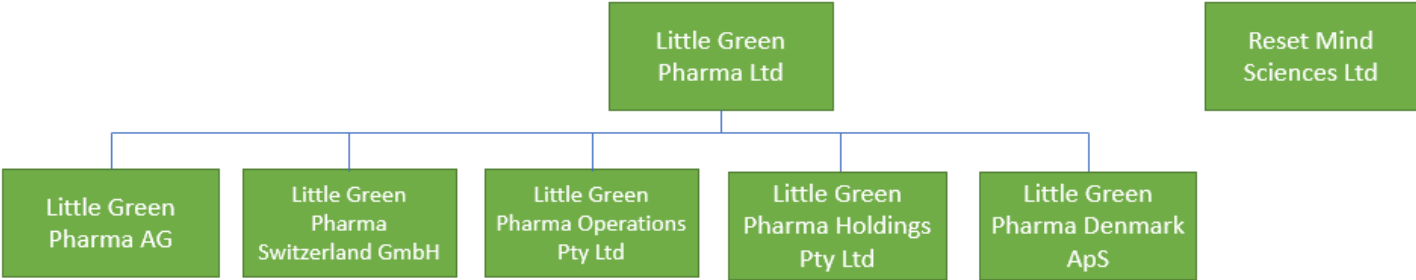 Little Green
Pharma Ltd
Reset Mind
Sciences Ltd
Little Green
Pharma AG
Little Green
Pharma
Switzerland GmbH
Little Green
Pharma Operations
Pty Ltd
Little Green
Pharma Holdings
Pty Ltd
Little Green
Pharma Denmark
ApS